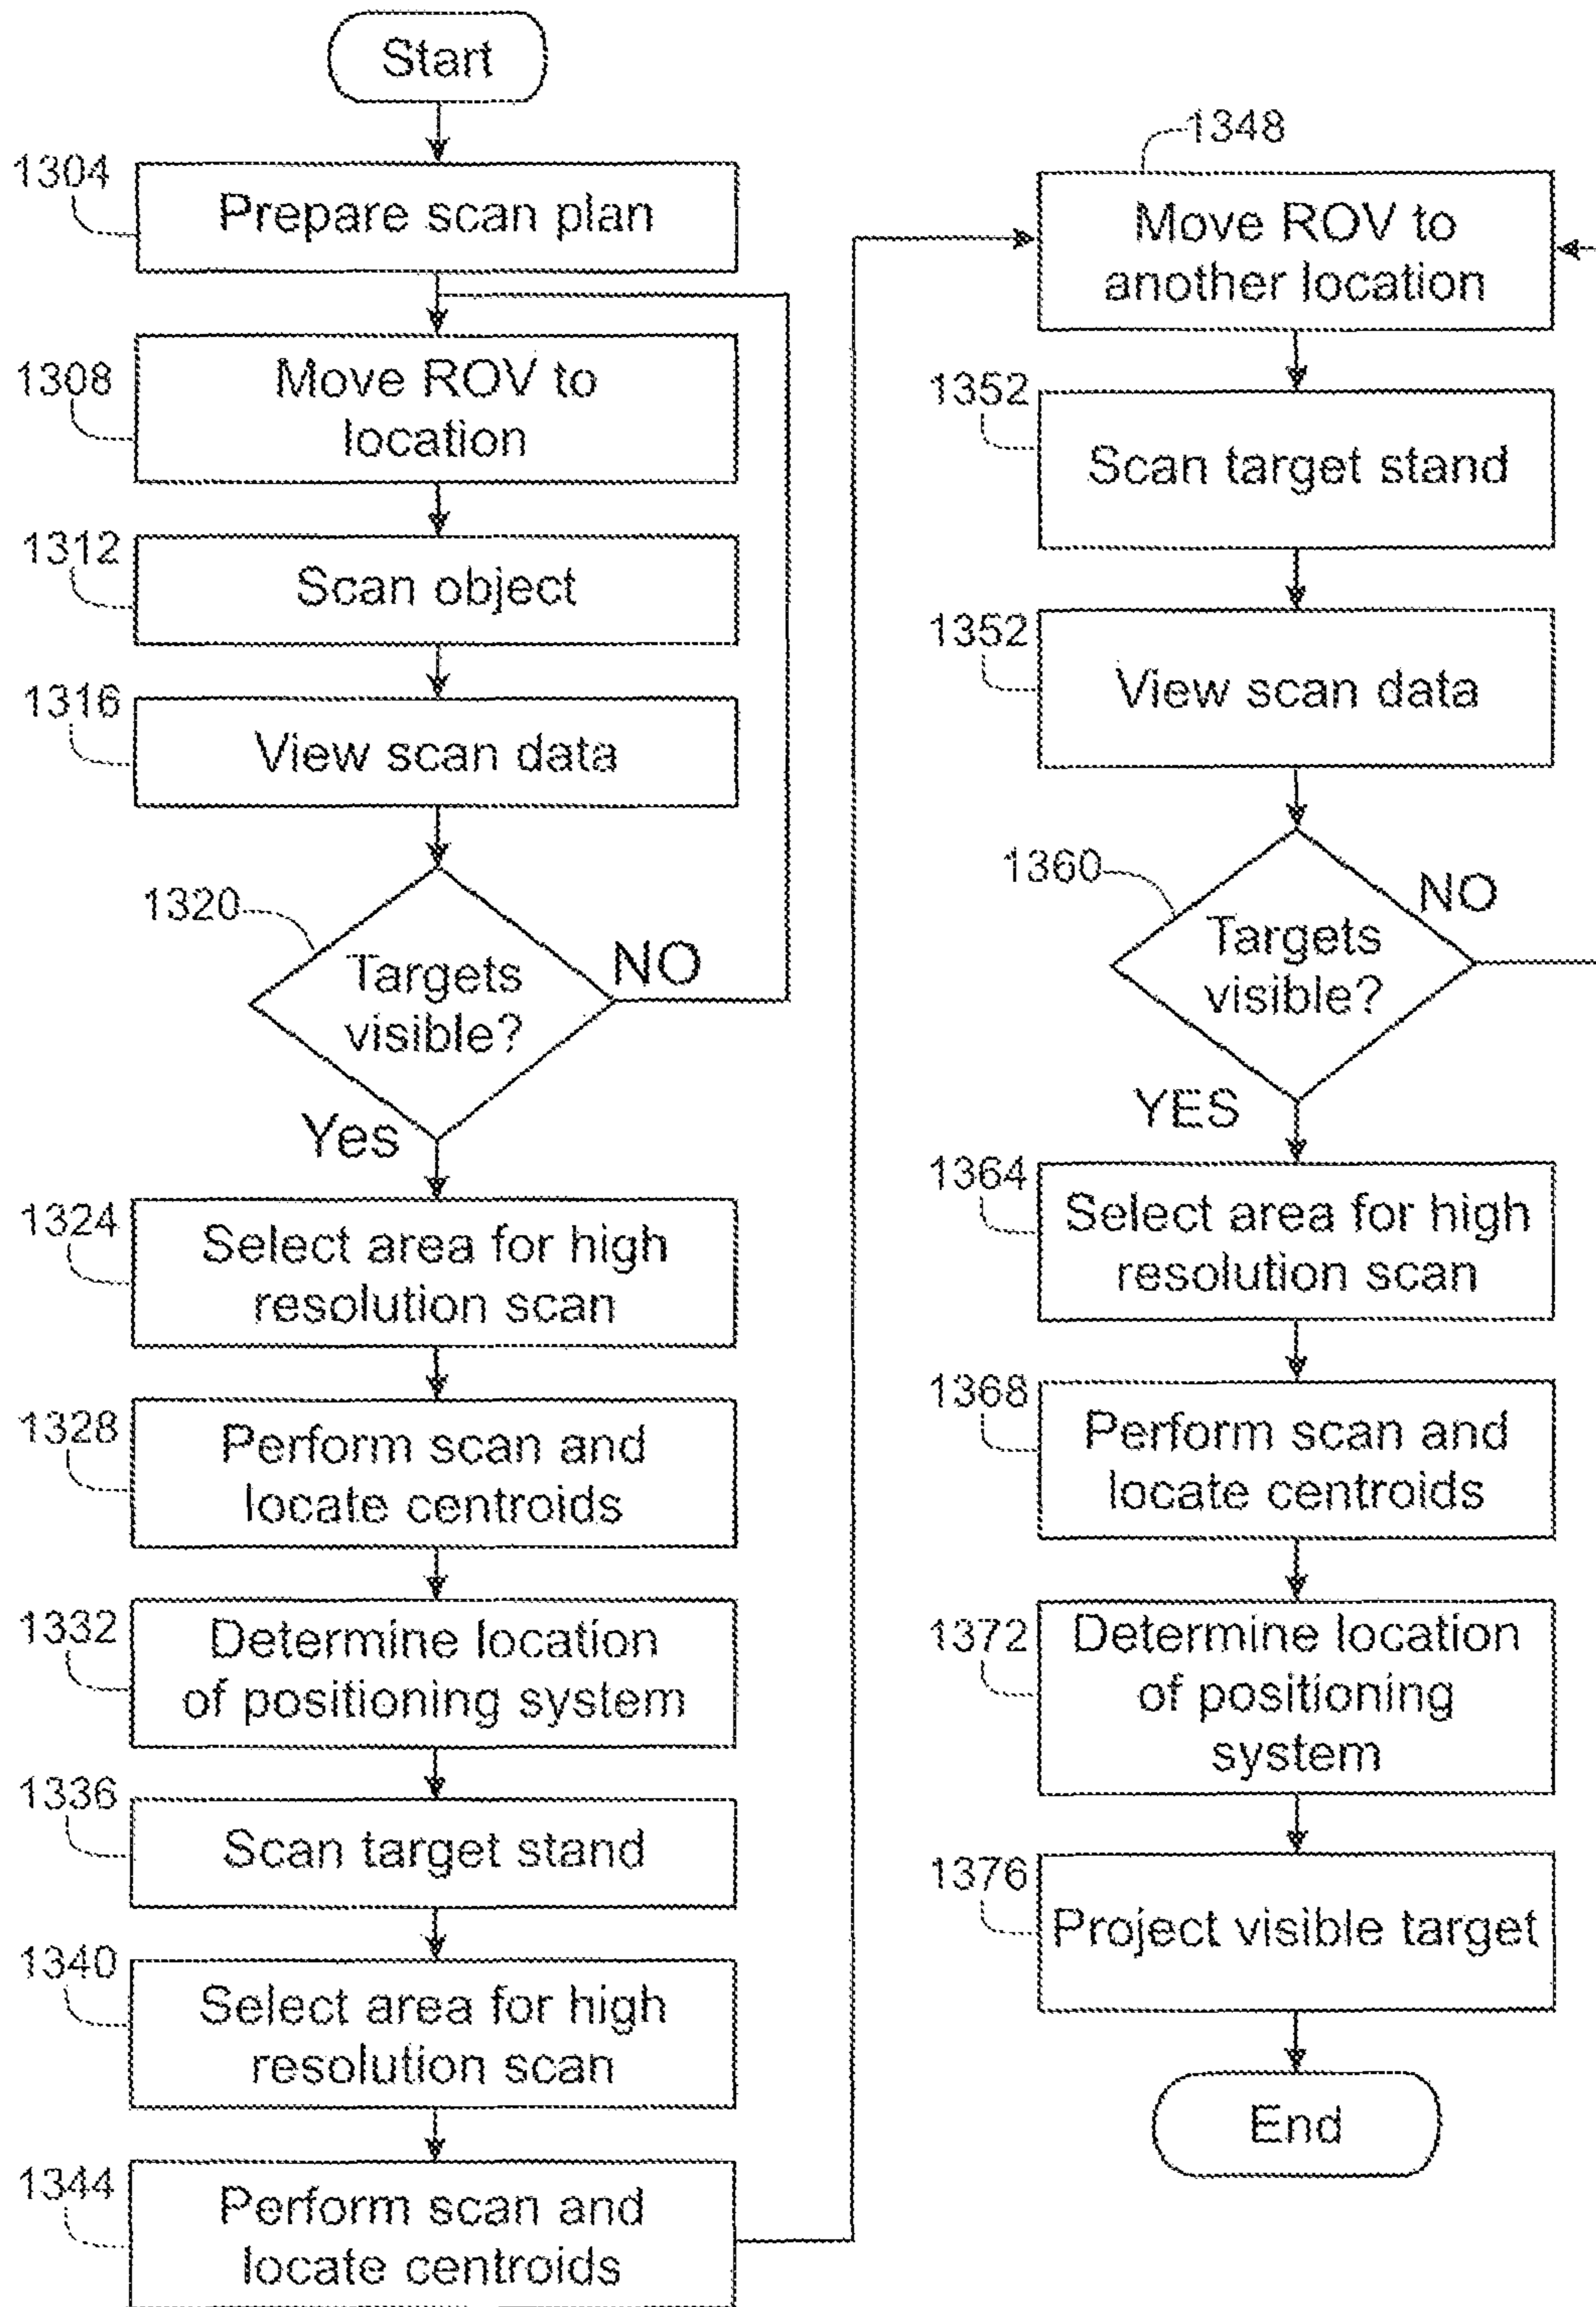 Start
1304
Prepare scan plan
1308
Move ROV to
location
1312
Scan object
1316
View scan data
1320
Targets
visible?
NO
Yes
1324
Select area for high
resolution scan
1328
Perform scan and
locate centroids
1332
Determine location
of positioning system
1336
Scan target stand
1340
Select area for high
resolution scan
1344
Perform scan and
locate centroids
1348
Move ROV to
another location
1352
Scan target stand
1352
View scan data
1360
Targets
visible?
NO
YES
1364
Select area for high
resolution scan
1368
Perform scan and
locate centroids
1372
Determine location
of positioning
system
1376
Project visible target
End